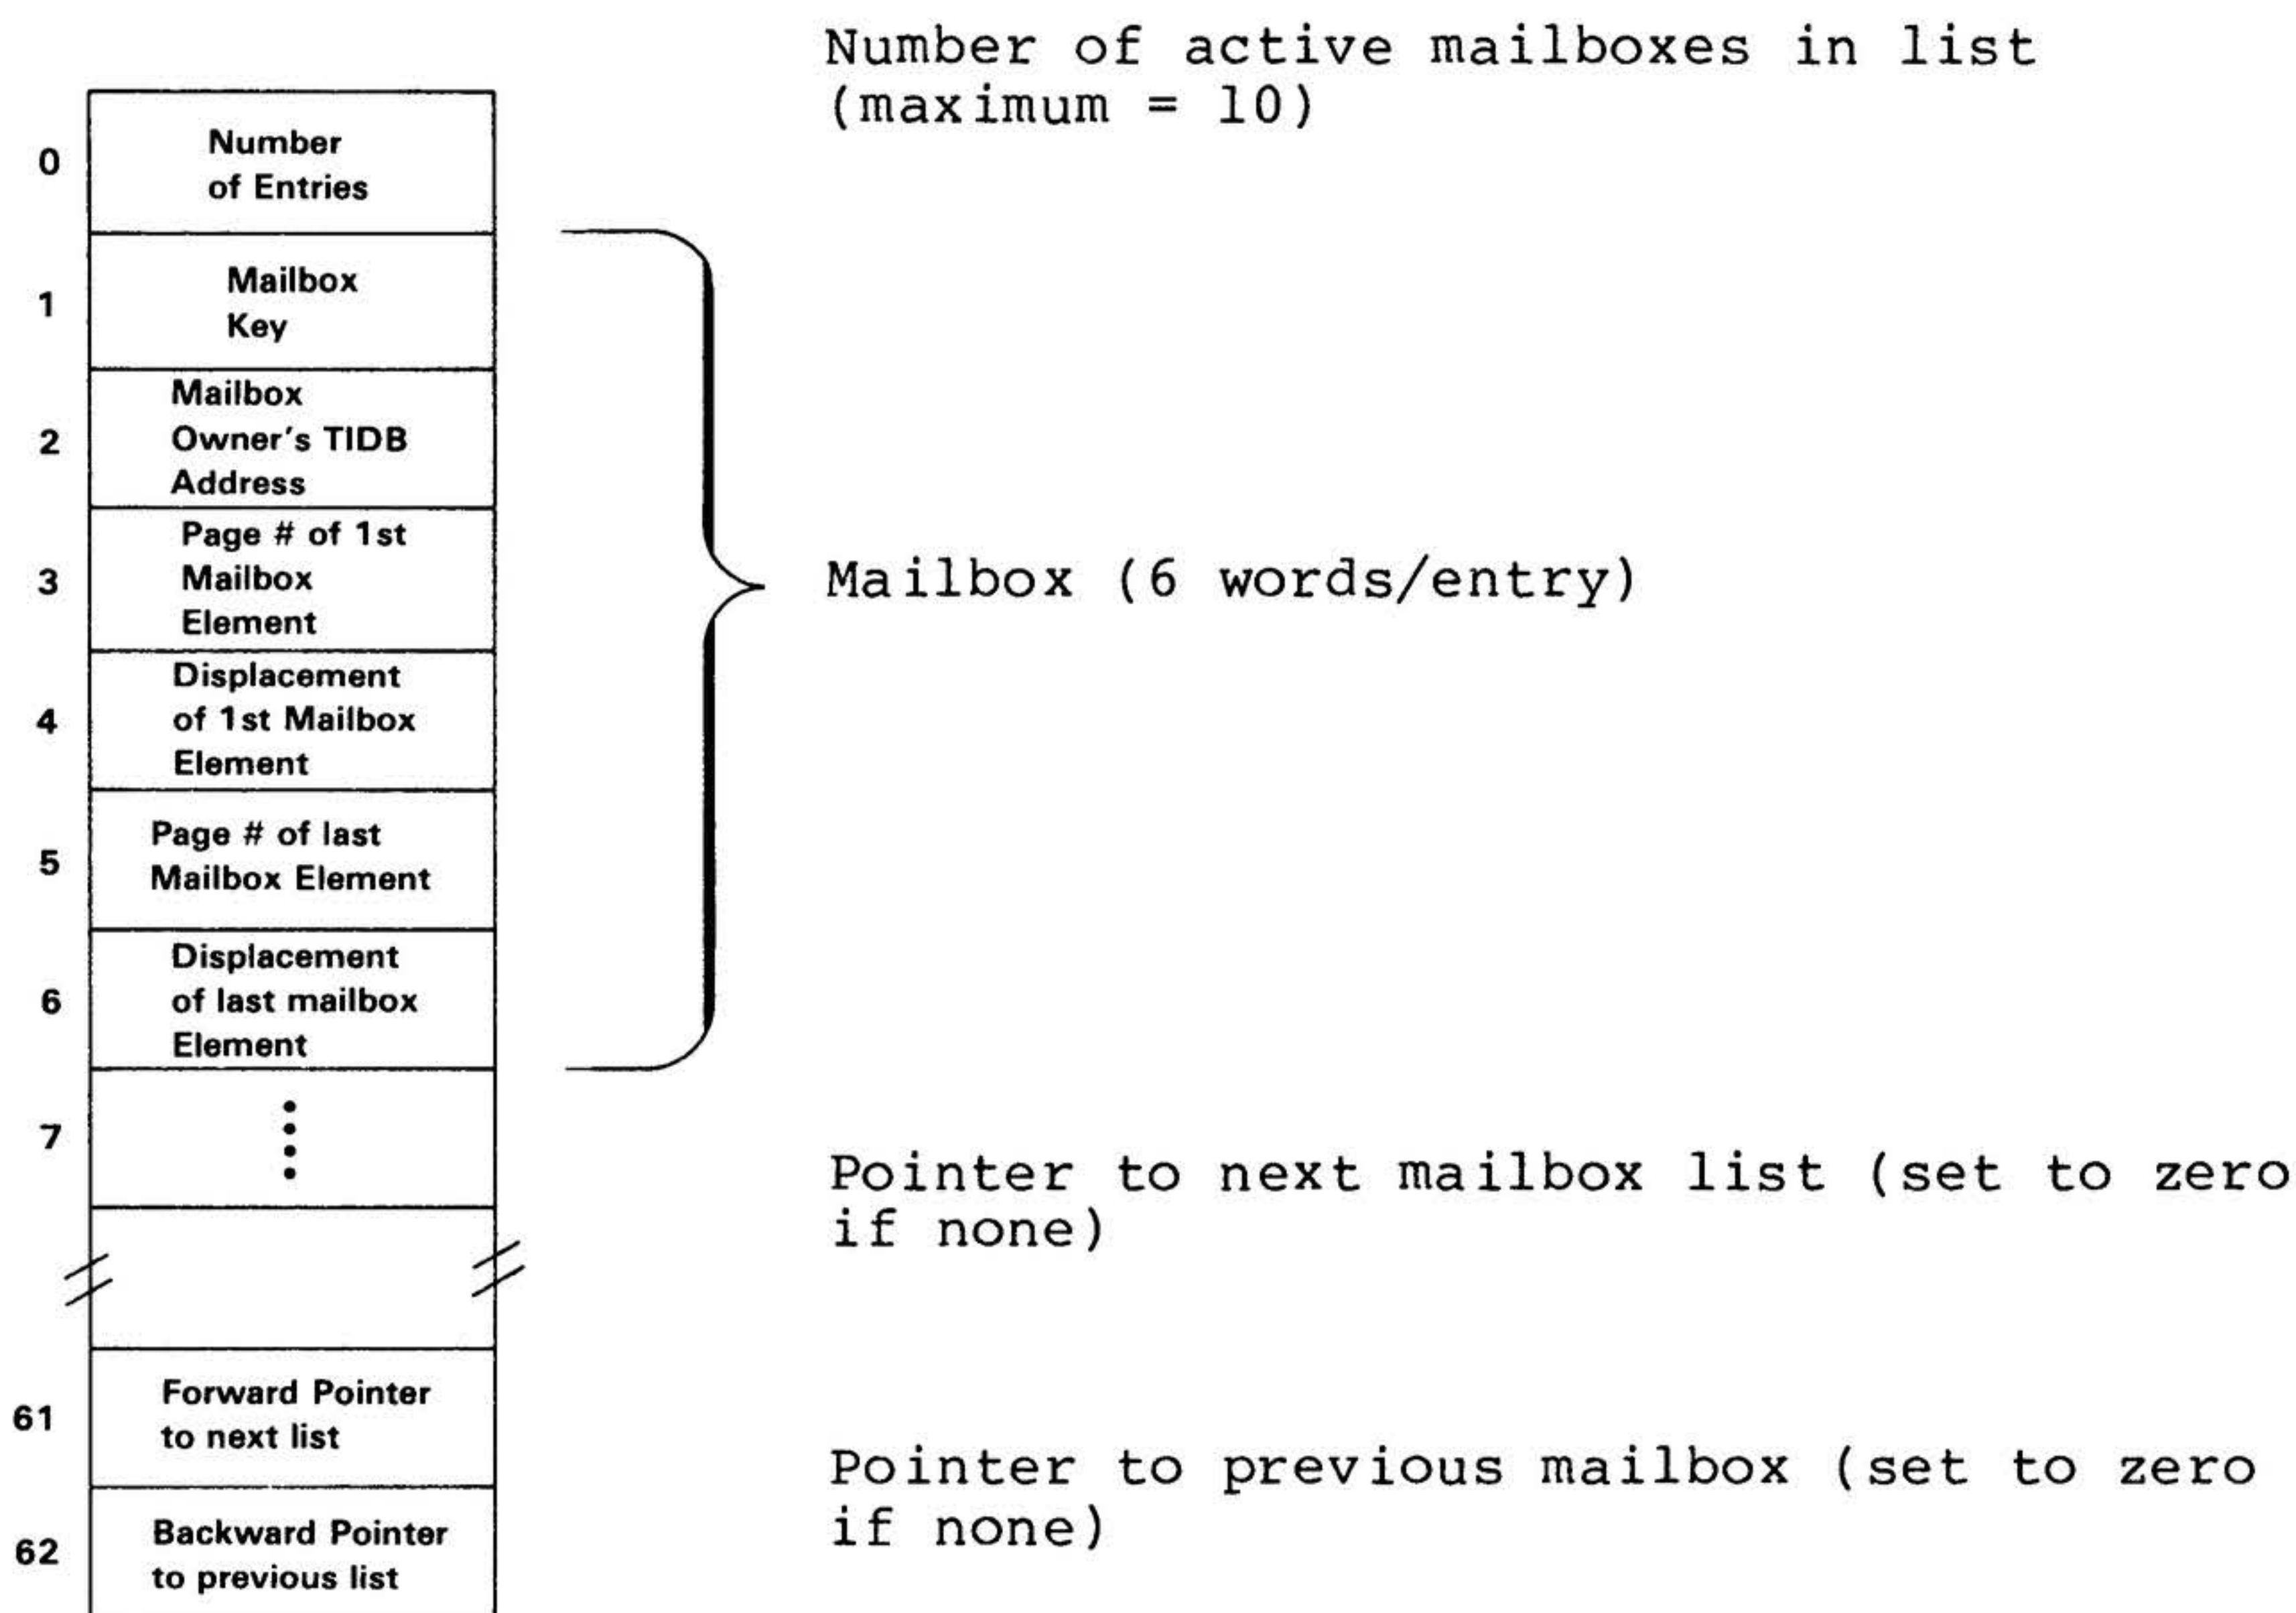 Number of active mailboxes in list
(maximum = 10)
0
Number
of Entries
1
Mailbox
Key
2
Mailbox
Owner's TIDB
Address
3
Page # of 1st
Mailbox
Element
Mailbox (6 words/entry)
4
Displacement
of 1st Mailbox
Element
5
Page # of last
Mailbox Element
6
Displacement
of last mailbox
Element
7
Pointer to next mailbox list (set to zero
if none)
61
Forward Pointer
to next list
Pointer to previous mailbox (set to zero
if none)
62
Backward Pointer
to previous list